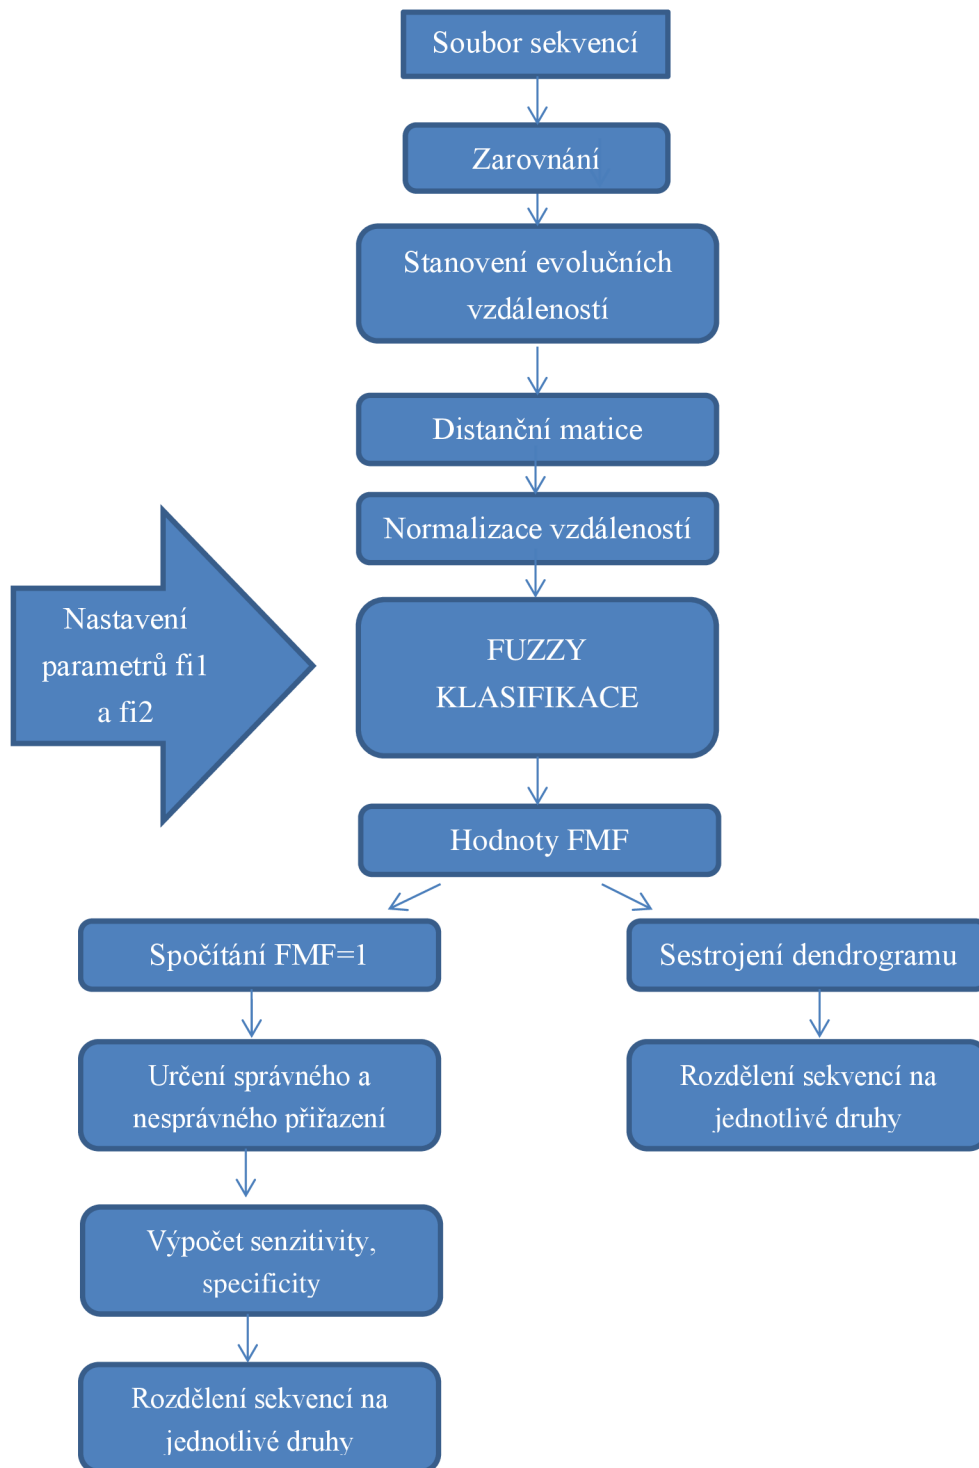 Soubor sekvencí
Zarovnání
Stanovení evolučních
vzdáleností
Distanční matice
Normalizace vzdáleností
Nastavení
parametrů fi1
a fi2
FUZZY
KLASIFIKACE
Hodnoty FMF
Spočítání FMF=1
Sestrojení dendrogramu
Určení správného a
nesprávného přiřazení
Rozdělení sekvencí na
jednotlivé druhy
Výpočet senzitivity,
specificity
Rozdělení sekvencí na
jednotlivé druhy